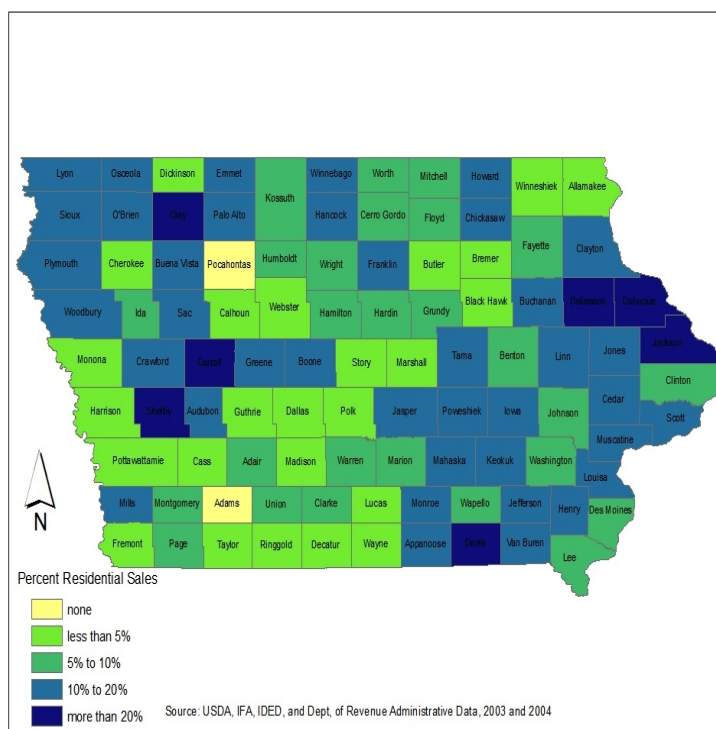 Lyon Osceola Dickinson Emmet Winnebago Worth Mitchell Howard Winneshiek Allamakee
Kossuth
Sioux O'Brien Clay Palo Alto Hancock Cerro Gordo Floyd Chickasaw
Fayette Clayton
Plymouth Cherokee Buena Vista Pocahontas Humboldt Wright Franklin Butler Bremer
Woodbury Ida Sac Calhoun Webster Hamilton Hardin Grundy Black Hawk Buchanan Delaware Dubuque
Monona Crawford Carroll Greene Boone Story Marshall Tama Benton Linn Jones Jackson
Clinton
Harrison Shelby Audubon Guthrie Dallas Polk Jasper Poweshiek Iowa Johnson Cedar Scott
Muscatine
Pottawattamie Cass Adair Madison Warren Marion Mahaska Keokuk Washington
Louisa
Mills Montgomery Adams Union Clarke Lucas Monroe Wapello Jefferson Henry Des Moines
Fremont Page Taylor Ringgold Decatur Wayne Appanoose Davis Van Buren Lee
N
Percent Residential Sales
none
less than 5%
5% to 10%
10% to 20%
more than 20%
Source: USDA, IFA, IDED, and Dept, of Revenue Administrative Data, 2003 and 2004